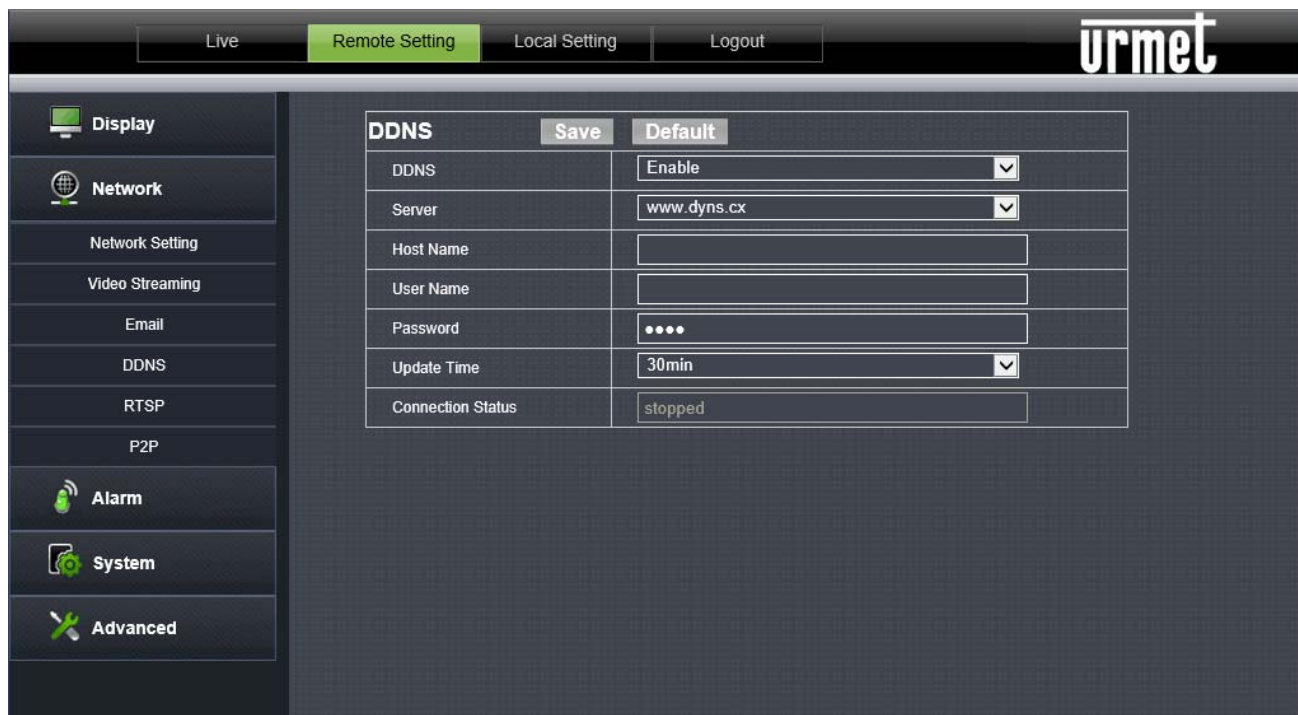 Live Remote Setting Local Setting Logout urmet
Display
Network
Network Setting
Video Streaming
Email
DDNS
RTSP
P2P
Alarm
System
Advanced
DDNS Save Default
DDNS Enable
Server www.dyns.cx
Host Name
User Name
Password ••••
Update Time 30min
Connection Status stopped